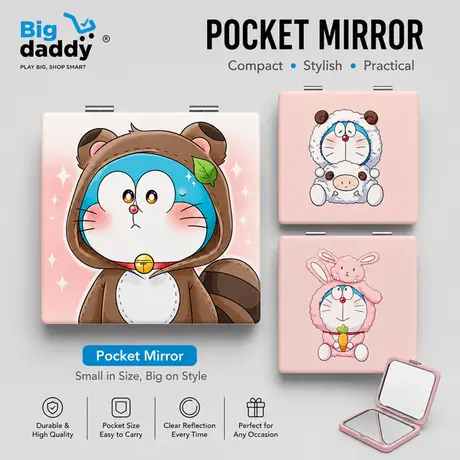 Big
daddy®
PLAY BIG, SHOP SMART
POCKET MIRROR
Compact • Stylish • Practical
Pocket Mirror
Small in Size, Big on Style
Durable &
High Quality
Pocket Size
Easy to Carry
Clear Reflection
Every Time
Perfect for
Any Occasion